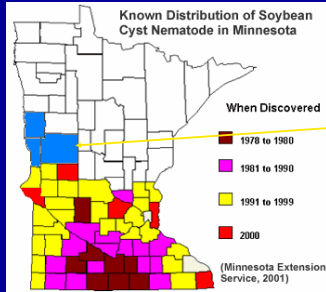 Known Distribution of Soybean
Cyst Nematode in Minnesota
When Discovered
1978 to 1980
1981 to 1990
1991 to 1999
2000
(Minnesota Extension
Service, 2001)